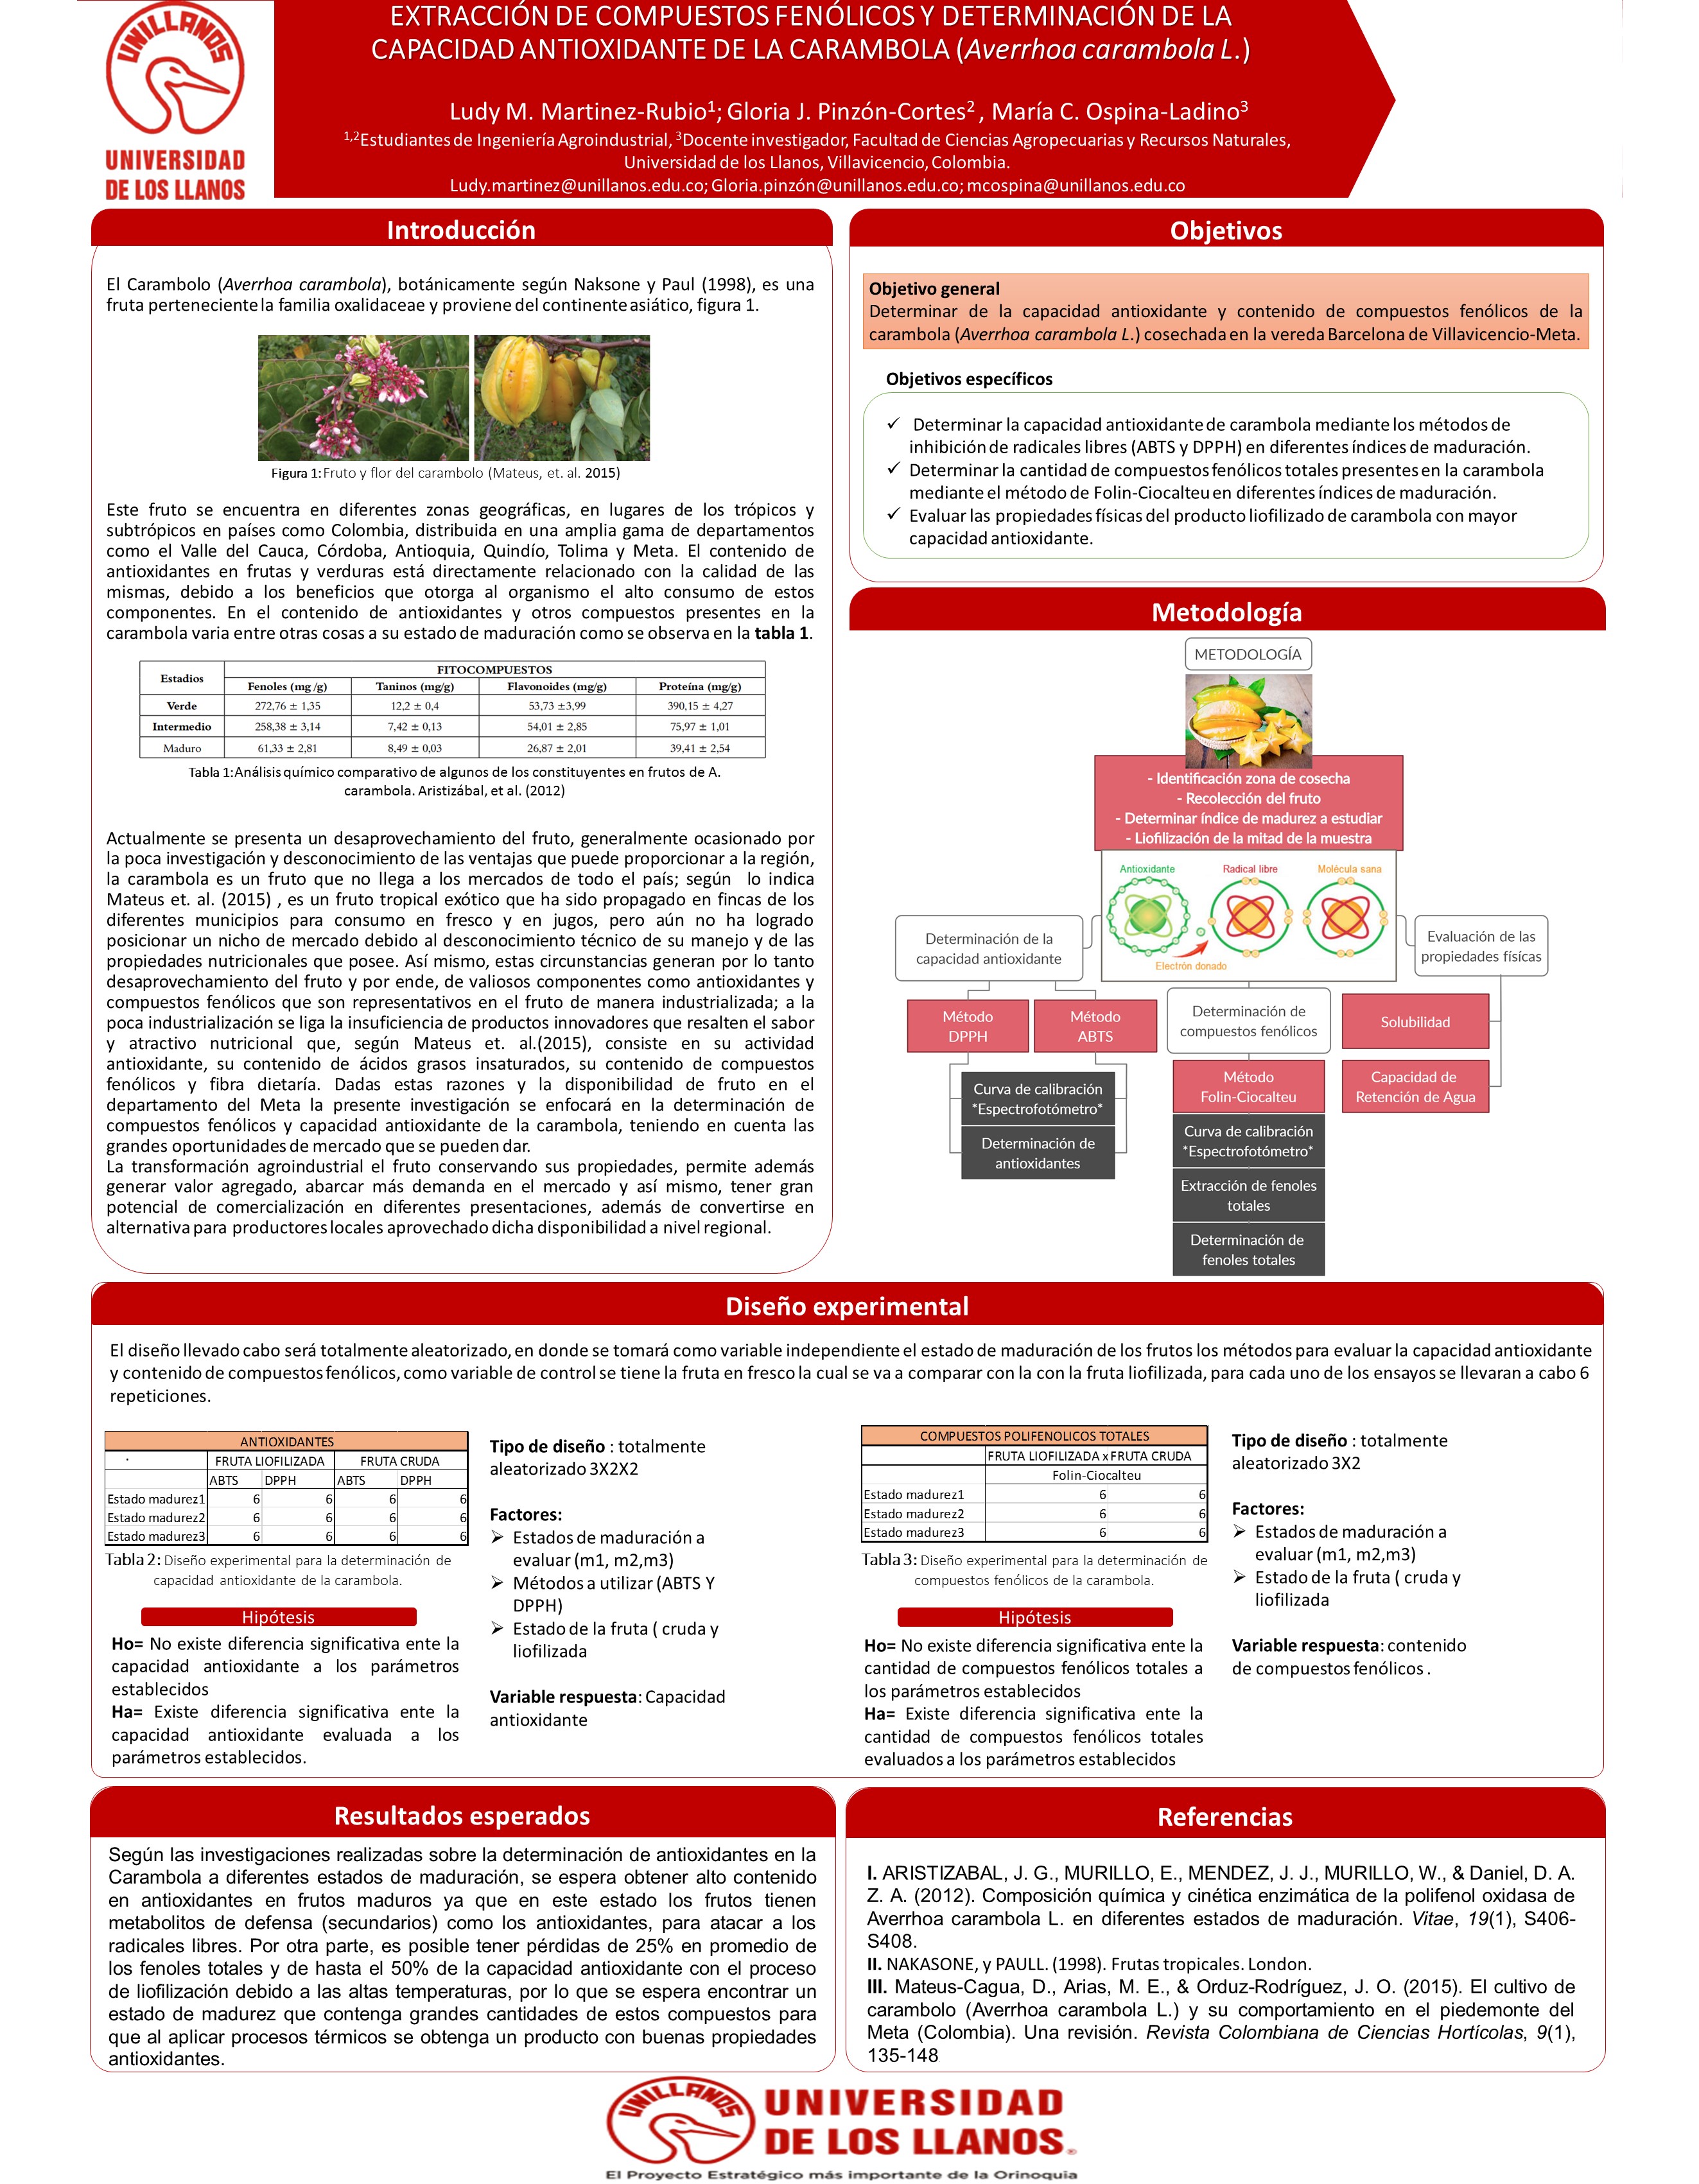 UNILLANOS
UNIVERSIDAD
DE LOS LLANOS
EXTRACCIÓN DE COMPUESTOS FENÓLICOS Y DETERMINACIÓN DE LA
CAPACIDAD ANTIOXIDANTE DE LA CARAMBOLA (Averrhoa carambola L.)
Ludy M. Martinez-Rubio1; Gloria J. Pinzón-Cortes2 , María C. Ospina-Ladino3
1,2Estudiantes de Ingeniería Agroindustrial, 3Docente investigador, Facultad de Ciencias Agropecuarias y Recursos Naturales,
Universidad de los Llanos, Villavicencio, Colombia.
Ludy.martinez@unillanos.edu.co; Gloria.pinzón@unillanos.edu.co; mcospina@unillanos.edu.co
Introducción
El Carambolo (Averrhoa carambola), botánicamente según Naksone y Paul (1998), es una
fruta perteneciente la familia oxalidaceae y proviene del continente asiático, figura 1.
Figura 1: Fruto y flor del carambolo (Mateus, et. al. 2015)
Este fruto se encuentra en diferentes zonas geográficas, en lugares de los trópicos y
subtrópicos en países como Colombia, distribuida en una amplia gama de departamentos
como el Valle del Cauca, Córdoba, Antioquia, Quindío, Tolima y Meta. El contenido de
antioxidantes en frutas y verduras está directamente relacionado con la calidad de las
mismas, debido a los beneficios que otorga al organismo el alto consumo de estos
componentes. En el contenido de antioxidantes y otros compuestos presentes en la
carambola varia entre otras cosas a su estado de maduración como se observa en la tabla 1.
Estadios FITOCOMPUESTOS
Fenoles (mg /g) Taninos (mg/g) Flavonoides (mg/g) Proteína (mg/g)
Verde 272,76 ± 1,35 12,2 ± 0,4 53,73 ±3,99 390,15 ± 4,27
Intermedio 258,38 ± 3,14 7,42 ± 0,13 54,01 ± 2,85 75,97 ± 1,01
Maduro 61,33 ± 2,81 8,49 ± 0,03 26,87 ± 2,01 39,41 ± 2,54
Tabla 1:Análisis químico comparativo de algunos de los constituyentes en frutos de A.
carambola. Aristizábal, et al. (2012)
Actualmente se presenta un desaprovechamiento del fruto, generalmente ocasionado por
la poca investigación y desconocimiento de las ventajas que puede proporcionar a la región,
la carambola es un fruto que no llega a los mercados de todo el país; según lo indica
Mateus et. al. (2015) , es un fruto tropical exótico que ha sido propagado en fincas de los
diferentes municipios para consumo en fresco y en jugos, pero aún no ha logrado
posicionar un nicho de mercado debido al desconocimiento técnico de su manejo y de las
propiedades nutricionales que posee. Así mismo, estas circunstancias generan por lo tanto
desaprovechamiento del fruto y por ende, de valiosos componentes como antioxidantes y
compuestos fenólicos que son representativos en el fruto de manera industrializada; a la
poca industrialización se liga la insuficiencia de productos innovadores que resalten el sabor
y atractivo nutricional que, según Mateus et. al.(2015), consiste en su actividad
antioxidante, su contenido de ácidos grasos insaturados, su contenido de compuestos
fenólicos y fibra dietaría. Dadas estas razones y la disponibilidad de fruto en el
departamento del Meta la presente investigación se enfocará en la determinación de
compuestos fenólicos y capacidad antioxidante de la carambola, teniendo en cuenta las
grandes oportunidades de mercado que se pueden dar.
La transformación agroindustrial el fruto conservando sus propiedades, permite además
generar valor agregado, abarcar más demanda en el mercado y así mismo, tener gran
potencial de comercialización en diferentes presentaciones, además de convertirse en
alternativa para productores locales aprovechado dicha disponibilidad a nivel regional.
Objetivos
Objetivo general
Determinar de la capacidad antioxidante y contenido de compuestos fenólicos de la
carambola (Averrhoa carambola L.) cosechada en la vereda Barcelona de Villavicencio-Meta.
Objetivos específicos
✓ Determinar la capacidad antioxidante de carambola mediante los métodos de
inhibición de radicales libres (ABTS y DPPH) en diferentes índices de maduración.
✓ Determinar la cantidad de compuestos fenólicos totales presentes en la carambola
mediante el método de Folin-Ciocalteu en diferentes índices de maduración.
✓ Evaluar las propiedades físicas del producto liofilizado de carambola con mayor
capacidad antioxidante.
Metodología
METODOLOGÍA
- Identificación zona de cosecha
- Recolección del fruto
- Determinar índice de madurez a estudiar
- Liofilización de la mitad de la muestra
Antioxidante Radical libre Molécula sana
Electrón donado
Determinación de la
capacidad antioxidante
Método
DPPH
Método
ABTS
Curva de calibración
*Espectrofotómetro*
Determinación de
antioxidantes
Determinación de
compuestos fenólicos
Método
Folin-Ciocalteu
Curva de calibración
*Espectrofotómetro*
Extracción de fenoles
totales
Determinación de
fenoles totales
Evaluación de las
propiedades físicas
Solubilidad
Capacidad de
Retención de Agua
Diseño experimental
El diseño llevado cabo será totalmente aleatorizado, en donde se tomará como variable independiente el estado de maduración de los frutos los métodos para evaluar la capacidad antioxidante
y contenido de compuestos fenólicos, como variable de control se tiene la fruta en fresco la cual se va a comparar con la con la fruta liofilizada, para cada uno de los ensayos se llevaran a cabo 6
repeticiones.
ANTIOXIDANTES
FRUTA LIOFILIZADA FRUTA CRUDA
ABTS DPPH ABTS DPPH
Estado madurez1 6 6 6 6
Estado madurez2 6 6 6 6
Estado madurez3 6 6 6 6
Tabla 2: Diseño experimental para la determinación de
capacidad antioxidante de la carambola.
Hipótesis
Ho= No existe diferencia significativa ente la
capacidad antioxidante a los parámetros
establecidos
Ha= Existe diferencia significativa ente la
capacidad antioxidante evaluada a los
parámetros establecidos.
Tipo de diseño : totalmente
aleatorizado 3X2X2
Factores:
➢ Estados de maduración a
evaluar (m1, m2,m3)
➢ Métodos a utilizar (ABTS Y
DPPH)
➢ Estado de la fruta ( cruda y
liofilizada
Variable respuesta: Capacidad
antioxidante
COMPUESTOS POLIFENOLICOS TOTALES
FRUTA LIOFILIZADA x FRUTA CRUDA
Folin-Ciocalteu
Estado madurez1 6 6
Estado madurez2 6 6
Estado madurez3 6 6
Tabla 3: Diseño experimental para la determinación de
compuestos fenólicos de la carambola.
Hipótesis
Ho= No existe diferencia significativa ente la
cantidad de compuestos fenólicos totales a
los parámetros establecidos
Ha= Existe diferencia significativa ente la
cantidad de compuestos fenólicos totales
evaluados a los parámetros establecidos
Tipo de diseño : totalmente
aleatorizado 3X2
Factores:
➢ Estados de maduración a
evaluar (m1, m2,m3)
➢ Estado de la fruta ( cruda y
liofilizada
Variable respuesta: contenido
de compuestos fenólicos .
Resultados esperados
Según las investigaciones realizadas sobre la determinación de antioxidantes en la
Carambola a diferentes estados de maduración, se espera obtener alto contenido
en antioxidantes en frutos maduros ya que en este estado los frutos tienen
metabolitos de defensa (secundarios) como los antioxidantes, para atacar a los
radicales libres. Por otra parte, es posible tener pérdidas de 25% en promedio de
los fenoles totales y de hasta el 50% de la capacidad antioxidante con el proceso
de liofilización debido a las altas temperaturas, por lo que se espera encontrar un
estado de madurez que contenga grandes cantidades de estos compuestos para
que al aplicar procesos térmicos se obtenga un producto con buenas propiedades
antioxidantes.
Referencias
I. ARISTIZABAL, J. G., MURILLO, E., MENDEZ, J. J., MURILLO, W., & Daniel, D. A.
Z. A. (2012). Composición química y cinética enzimática de la polifenol oxidasa de
Averrhoa carambola L. en diferentes estados de maduración. Vitae, 19(1), S406-
S408.
II. NAKASONE, y PAULL. (1998). Frutas tropicales. London.
III. Mateus-Cagua, D., Arias, M. E., & Orduz-Rodríguez, J. O. (2015). El cultivo de
carambolo (Averrhoa carambola L.) y su comportamiento en el piedemonte del
Meta (Colombia). Una revisión. Revista Colombiana de Ciencias Hortícolas, 9(1),
135-148
UNILLANOS
UNIVERSIDAD
DE LOS LLANOS
El Proyecto Estratégico más importante de la Orinoquia